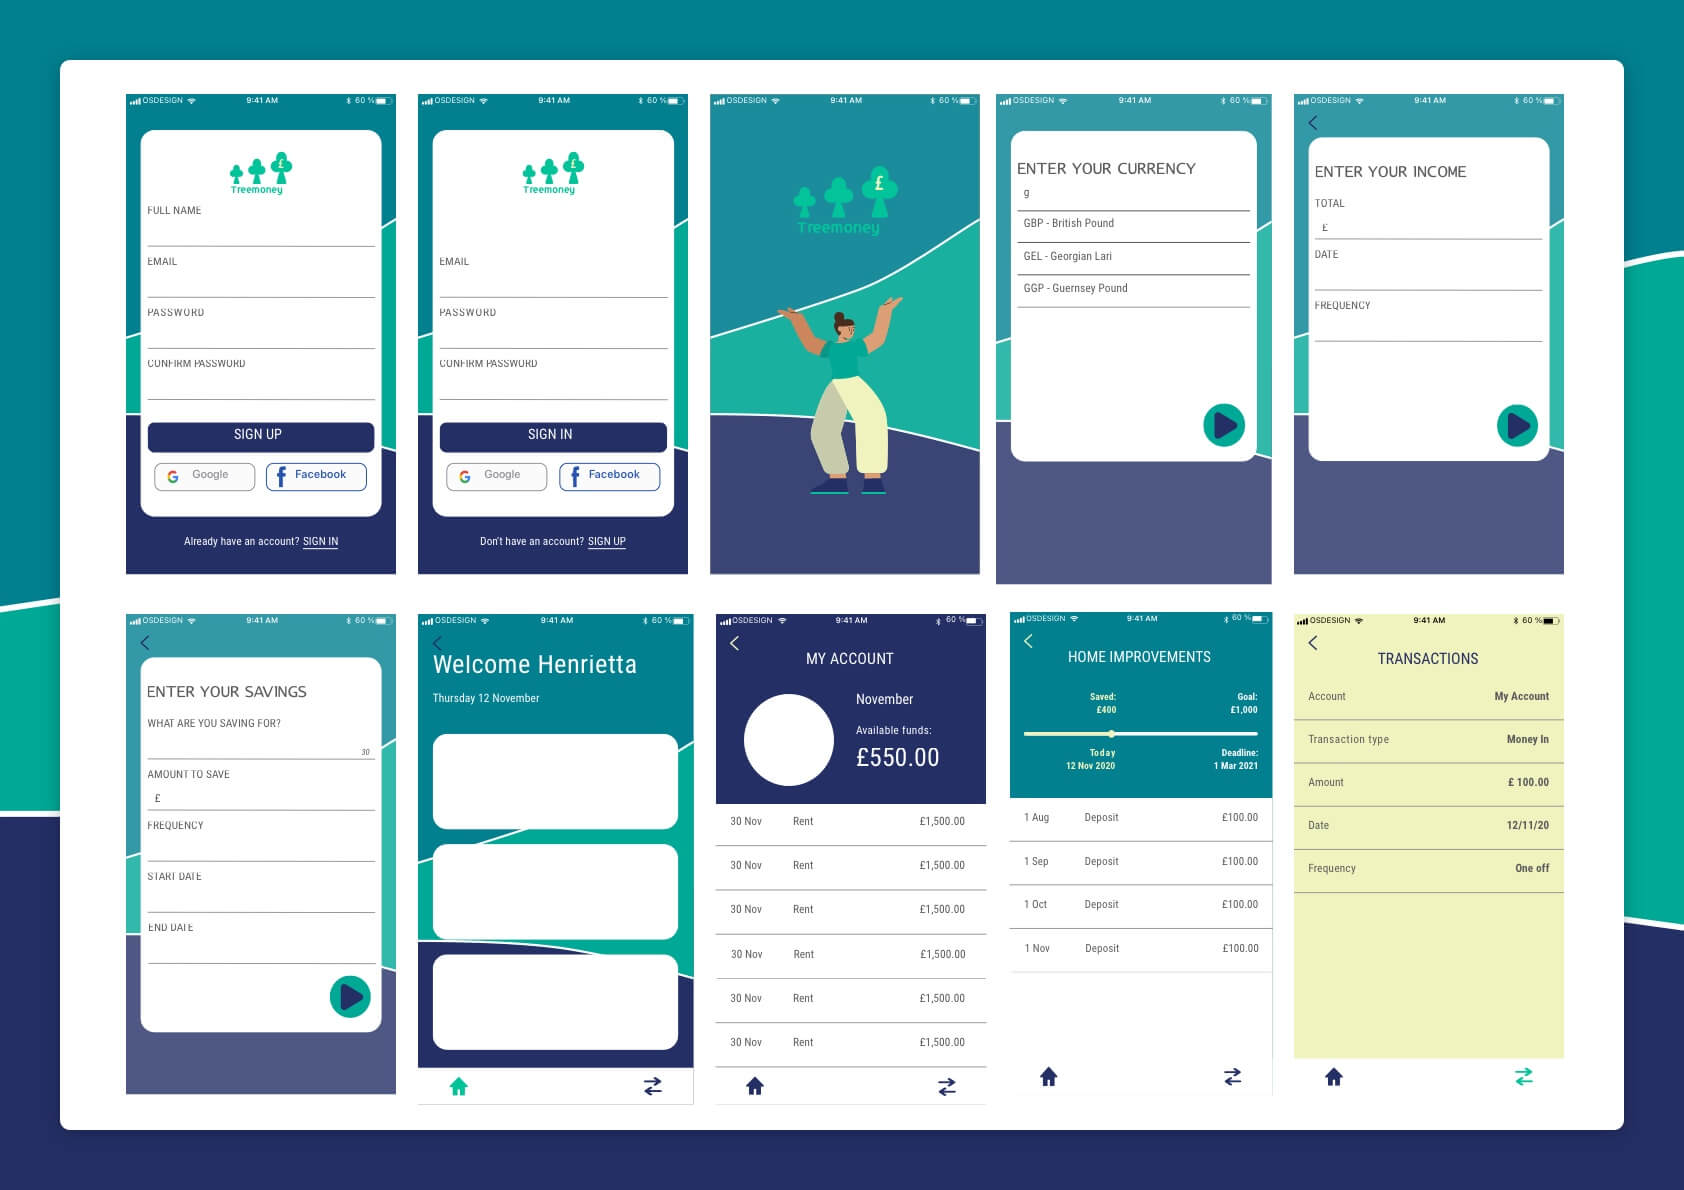 OSDESIGN 9:41 AM 60 %
£
Treemoney
FULL NAME
EMAIL
PASSWORD
CONFIRM PASSWORD
SIGN UP
Google Facebook
Already have an account? SIGN IN
OSDESIGN 9:41 AM 60 %
£
Treemoney
EMAIL
PASSWORD
CONFIRM PASSWORD
SIGN IN
Google Facebook
Don't have an account? SIGN UP
OSDESIGN 9:41 AM 60 %
£
Treemoney
OSDESIGN 9:41 AM 60 %
ENTER YOUR CURRENCY
g
GBP - British Pound
GEL - Georgian Lari
GGP - Guernsey Pound
OSDESIGN 9:41 AM 60 %
ENTER YOUR INCOME
TOTAL
£
DATE
FREQUENCY
OSDESIGN 9:41 AM 60 %
ENTER YOUR SAVINGS
WHAT ARE YOU SAVING FOR?
30
AMOUNT TO SAVE
£
FREQUENCY
START DATE
END DATE
OSDESIGN 9:41 AM 60 %
Welcome Henrietta
Thursday 12 November
OSDESIGN 9:41 AM 60 %
MY ACCOUNT
November
Available funds:
£550.00
30 Nov Rent £1,500.00
30 Nov Rent £1,500.00
30 Nov Rent £1,500.00
30 Nov Rent £1,500.00
30 Nov Rent £1,500.00
30 Nov Rent £1,500.00
OSDESIGN 9:41 AM 60 %
HOME IMPROVEMENTS
Saved: Goal:
£400 £1,000
Today Deadline:
12 Nov 2020 1 Mar 2021
1 Aug Deposit £100.00
1 Sep Deposit £100.00
1 Oct Deposit £100.00
1 Nov Deposit £100.00
OSDESIGN 9:41 AM 60 %
TRANSACTIONS
Account My Account
Transaction type Money In
Amount £ 100.00
Date 12/11/20
Frequency One off